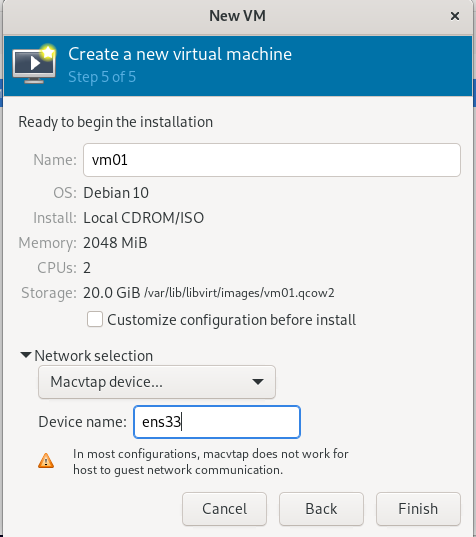 New VM
Create a new virtual machine
Step 5 of 5
Ready to begin the installation
Name: vm01
OS: Debian 10
Install: Local CDROM/ISO
Memory: 2048 MiB
CPUs: 2
Storage: 20.0 GiB /var/lib/libvirt/images/vm01.qcow2
Customize configuration before install
Network selection
Macvtap device...
Device name: ens33
In most configurations, macvtap does not work for
host to guest network communication.
Cancel Back Finish